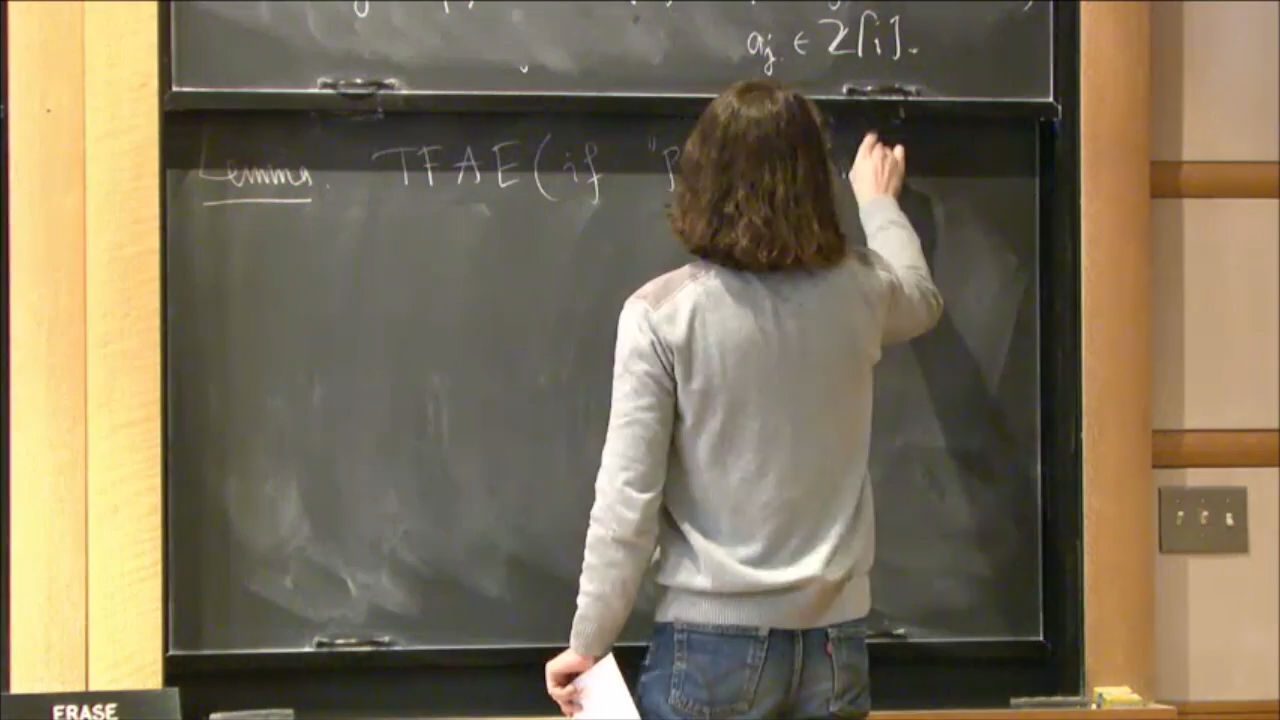 aⱼ ∈ ℤ[i].
Lemma. TFAE (if "P
ERASE